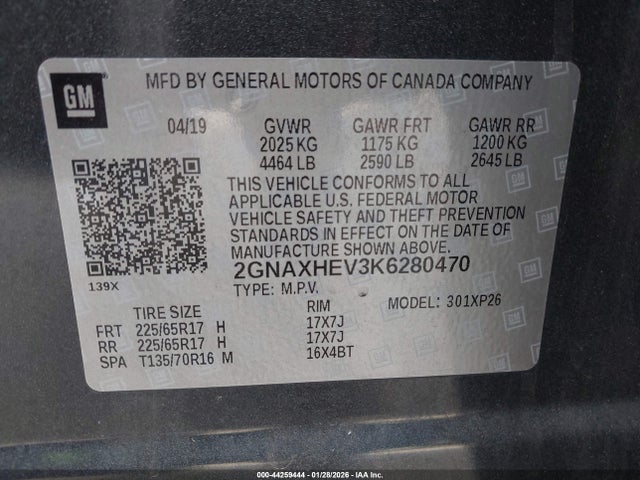 GM
MFD BY GENERAL MOTORS OF CANADA COMPANY
04/19 GVWR GAWR FRT GAWR RR
2025 KG 1175 KG 1200 KG
4464 LB 2590 LB 2645 LB
THIS VEHICLE CONFORMS TO ALL
APPLICABLE U.S. FEDERAL MOTOR
VEHICLE SAFETY AND THEFT PREVENTION
STANDARDS IN EFFECT ON THE DATE OF
MANUFACTURE SHOWN ABOVE.
2GNAXHEV3K6280470
139X TYPE: M.P.V. MODEL: 301XP26
TIRE SIZE RIM
FRT 225/65R17 H 17X7J
RR 225/65R17 H 17X7J
SPA T135/70R16 M 16X4BT
000-44259444 | 01/28/2026 | IAA Inc.